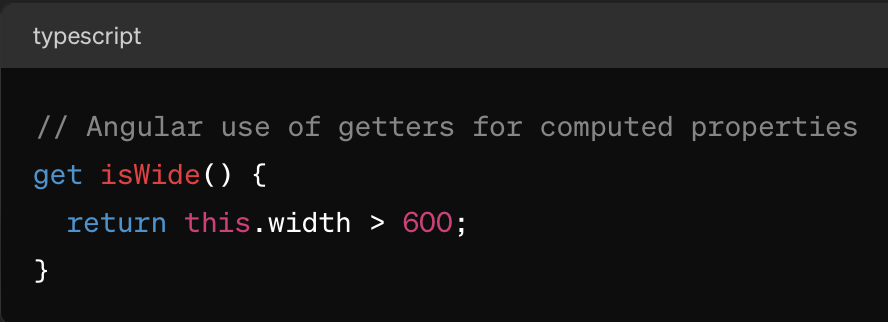 typescript
// Angular use of getters for computed properties
get isWide() {
  return this.width > 600;
}